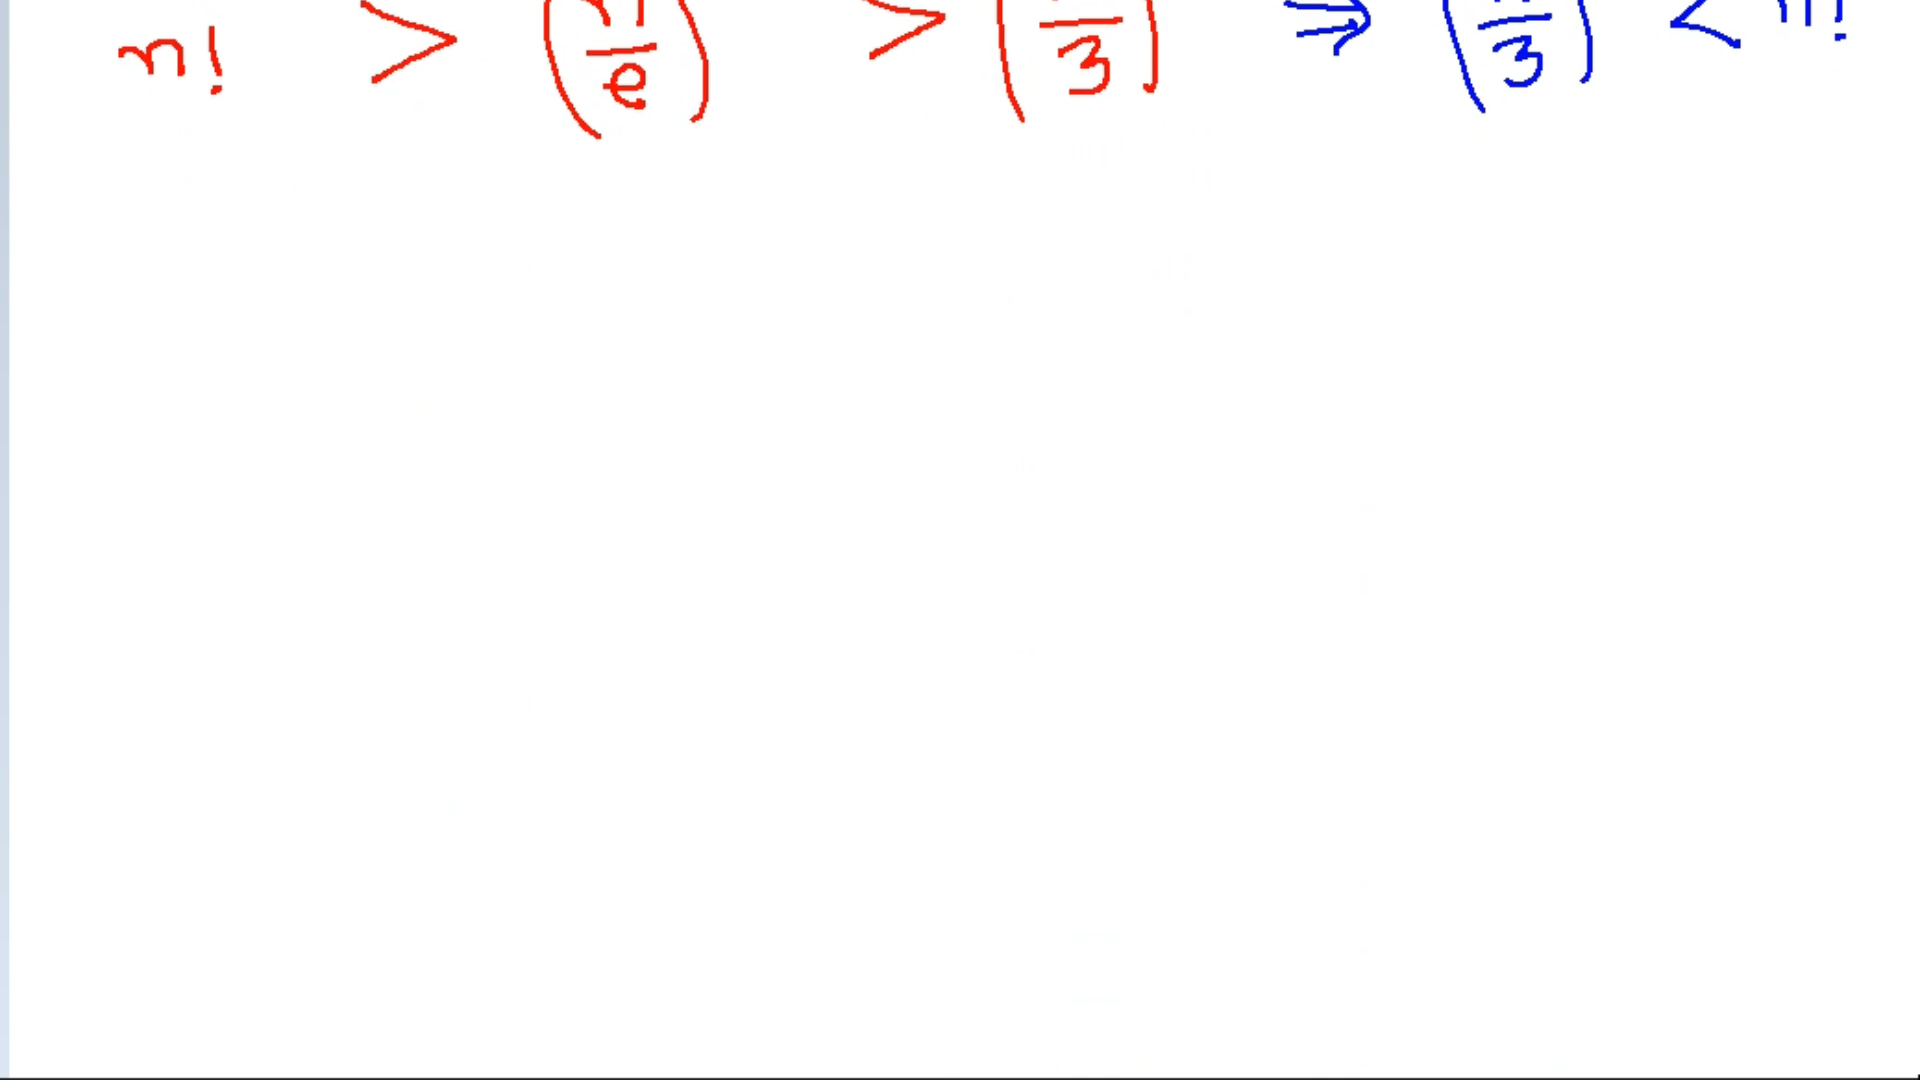 n! > (n/e) > (n/3) ⇒ (n/3) < n!